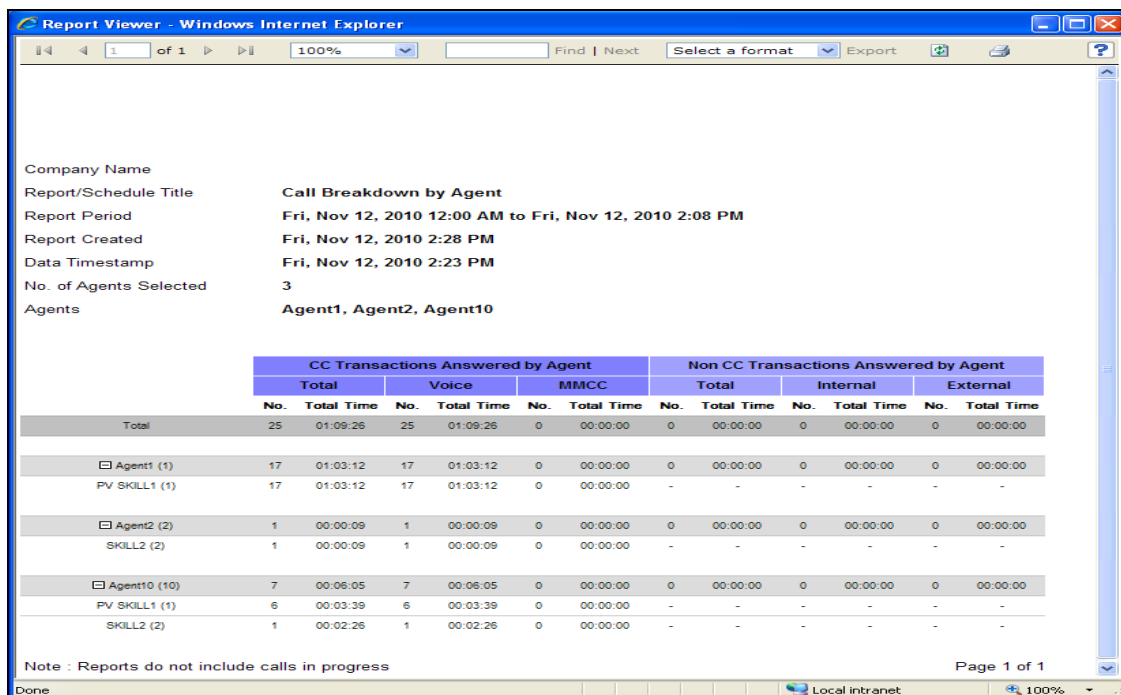 Report Viewer - Windows Internet Explorer
1 of 1 100% Find | Next Select a format Export ?
Company Name
Report/Schedule Title Call Breakdown by Agent
Report Period Fri, Nov 12, 2010 12:00 AM to Fri, Nov 12, 2010 2:08 PM
Report Created Fri, Nov 12, 2010 2:28 PM
Data Timestamp Fri, Nov 12, 2010 2:23 PM
No. of Agents Selected 3
Agents Agent1, Agent2, Agent10
CC Transactions Answered by Agent Non CC Transactions Answered by Agent
Total Voice MMCC Total Internal External
No. Total Time No. Total Time No. Total Time No. Total Time No. Total Time No. Total Time
Total 25 01:09:26 25 01:09:26 0 00:00:00 0 00:00:00 0 00:00:00 0 00:00:00
Agent1 (1) 17 01:03:12 17 01:03:12 0 00:00:00 0 00:00:00 0 00:00:00 0 00:00:00
PV SKILL1 (1) 17 01:03:12 17 01:03:12 0 00:00:00 - - - - - -
Agent2 (2) 1 00:00:09 1 00:00:09 0 00:00:00 0 00:00:00 0 00:00:00 0 00:00:00
SKILL2 (2) 1 00:00:09 1 00:00:09 0 00:00:00 - - - - - -
Agent10 (10) 7 00:06:05 7 00:06:05 0 00:00:00 0 00:00:00 0 00:00:00 0 00:00:00
PV SKILL1 (1) 6 00:03:39 6 00:03:39 0 00:00:00 - - - - - -
SKILL2 (2) 1 00:02:26 1 00:02:26 0 00:00:00 - - - - - -
Note : Reports do not include calls in progress Page 1 of 1
Done Local intranet 100%